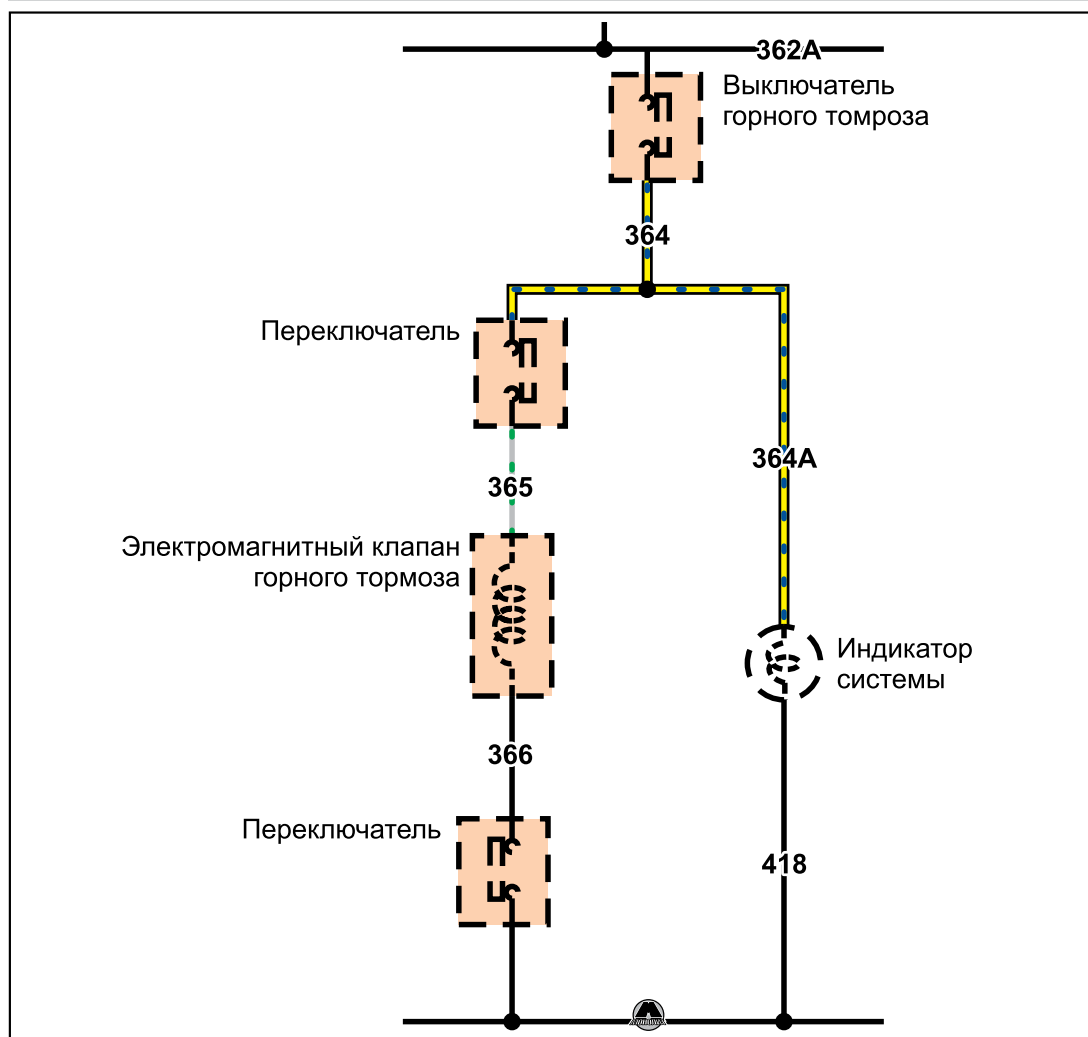 362A
Выключатель
горного томроза
364
Переключатель
364A
365
Электромагнитный клапан
горного тормоза
Индикатор
системы
366
Переключатель
418